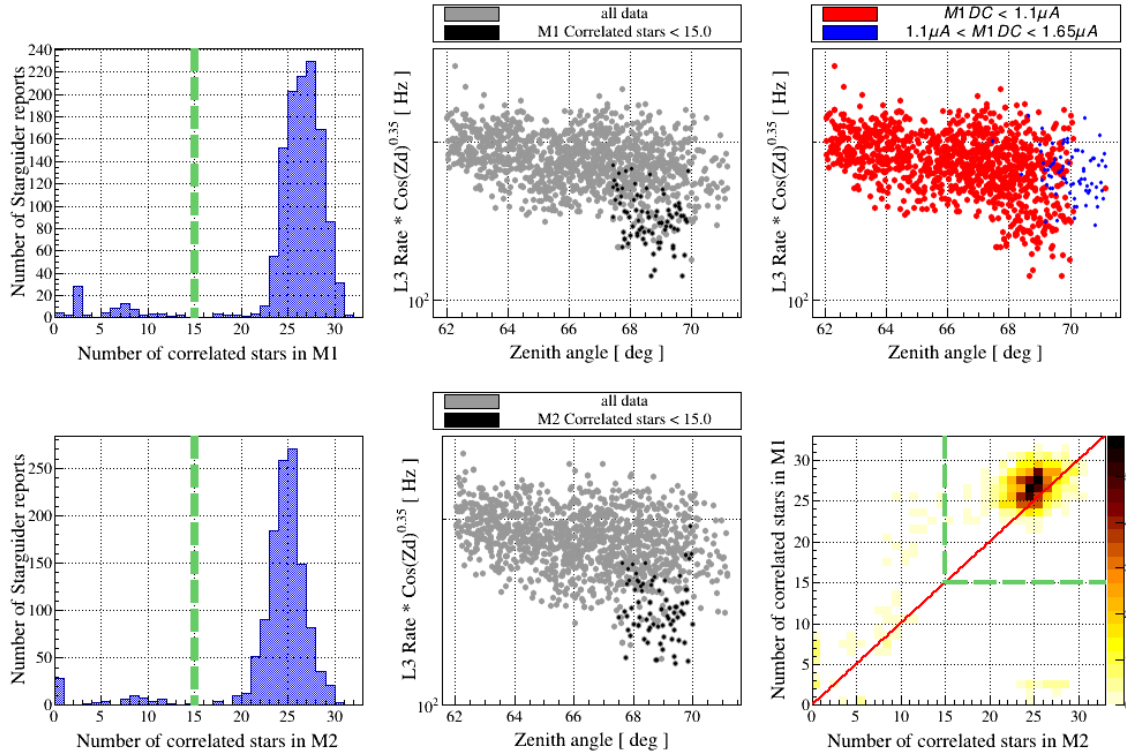 all data
M1 Correlated stars < 15.0
M1 DC < 1.1μA
1.1μA < M1 DC < 1.65μA
Number of Starguider reports
240
220
200
180
160
140
120
100
80
60
40
20
0
0 5 10 15 20 25 30
Number of correlated stars in M1
L3 Rate * Cos(Zd)^0.35 [ Hz ]
10^2
62 64 66 68 70
Zenith angle [ deg ]
L3 Rate * Cos(Zd)^0.35 [ Hz ]
10^2
62 64 66 68 70
Zenith angle [ deg ]
all data
M2 Correlated stars < 15.0
Number of Starguider reports
250
200
150
100
50
0
0 5 10 15 20 25 30
Number of correlated stars in M2
L3 Rate * Cos(Zd)^0.35 [ Hz ]
10^2
62 64 66 68 70
Zenith angle [ deg ]
Number of correlated stars in M1
30
25
20
15
10
5
0
0 5 10 15 20 25 30
Number of correlated stars in M2